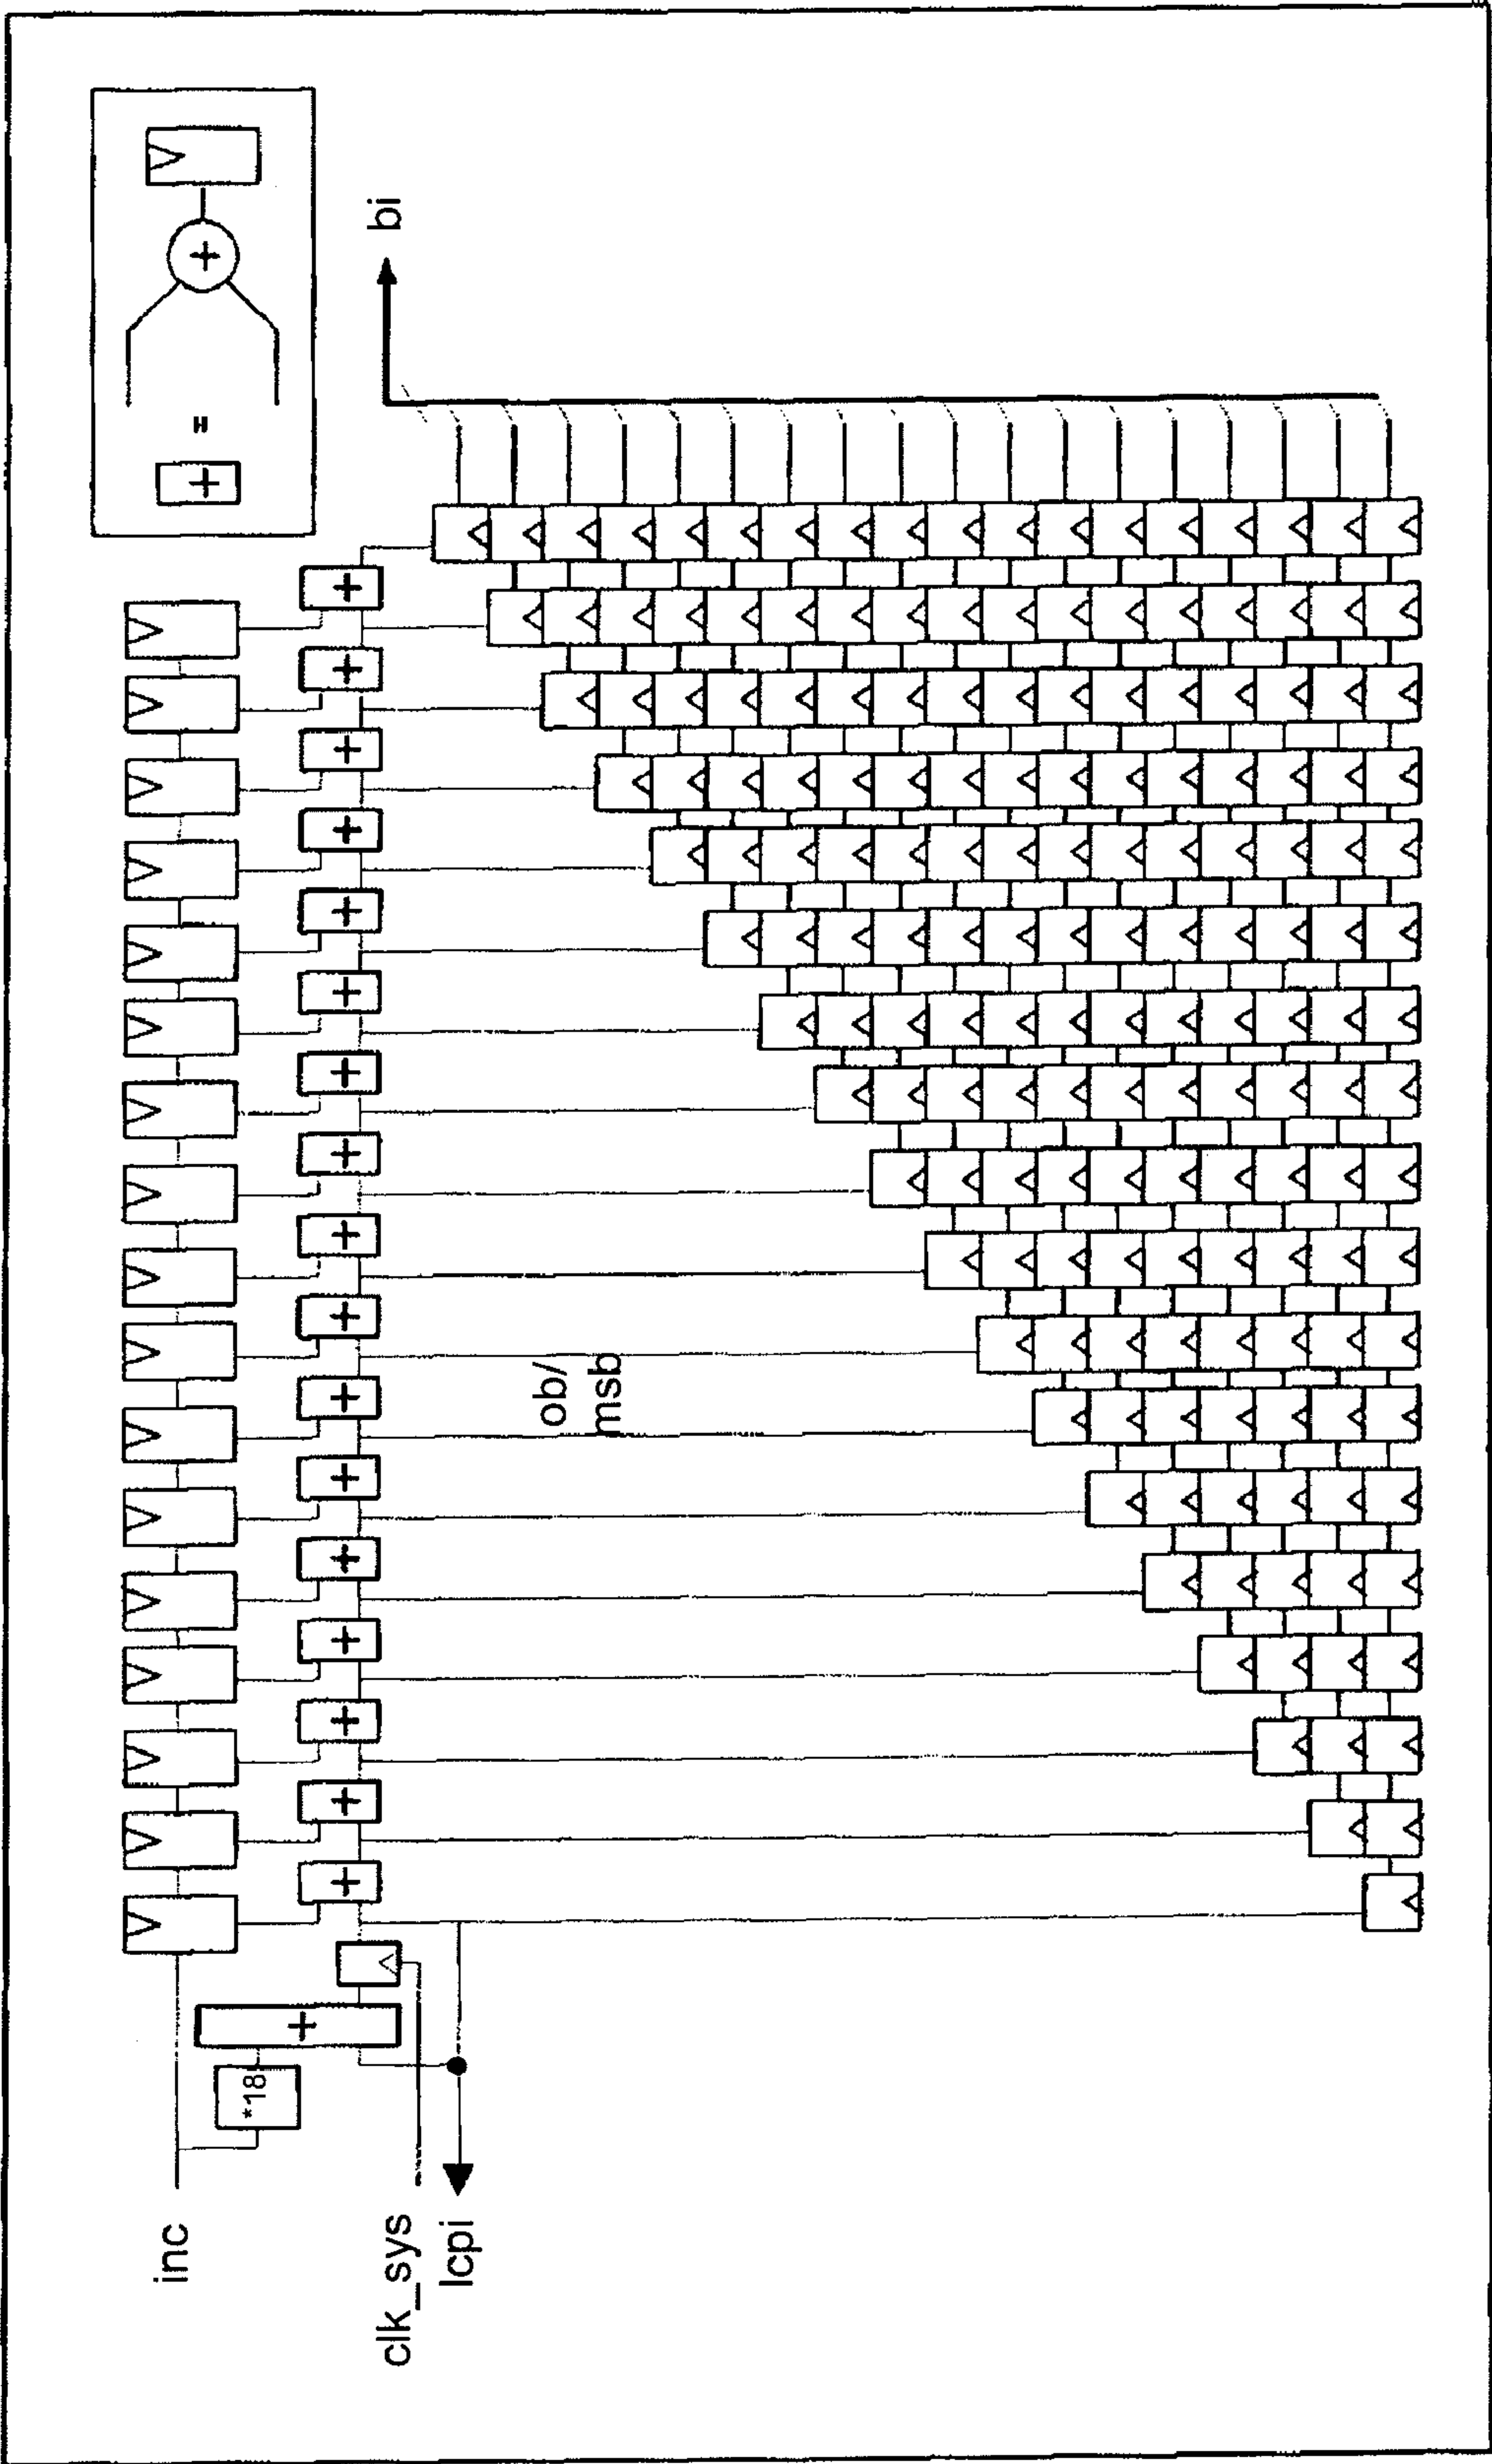 inc
*18
clk_sys
lcpi
ob/
msb
bi